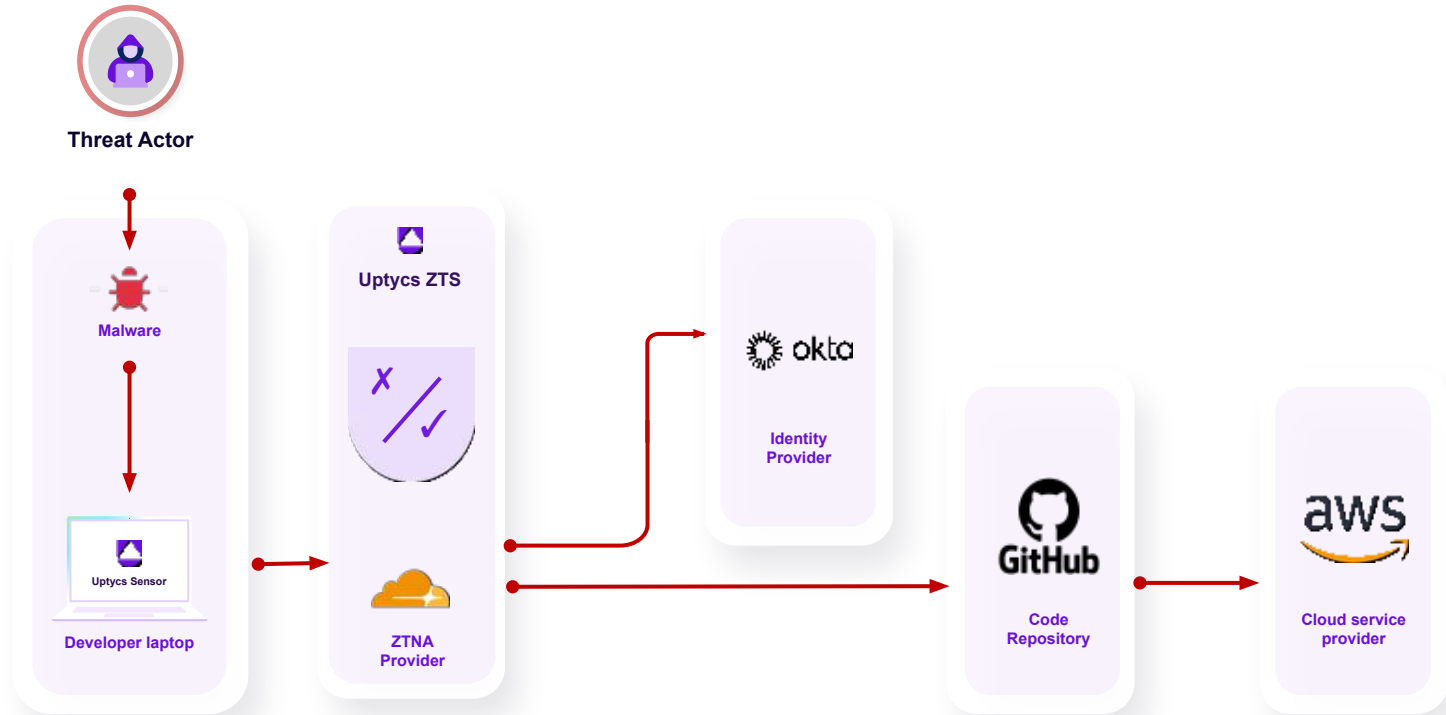 Threat Actor
Malware
Uptycs Sensor
Developer laptop
Uptycs ZTS
ZTNA
Provider
okta
Identity
Provider
GitHub
Code
Repository
aws
Cloud service
provider